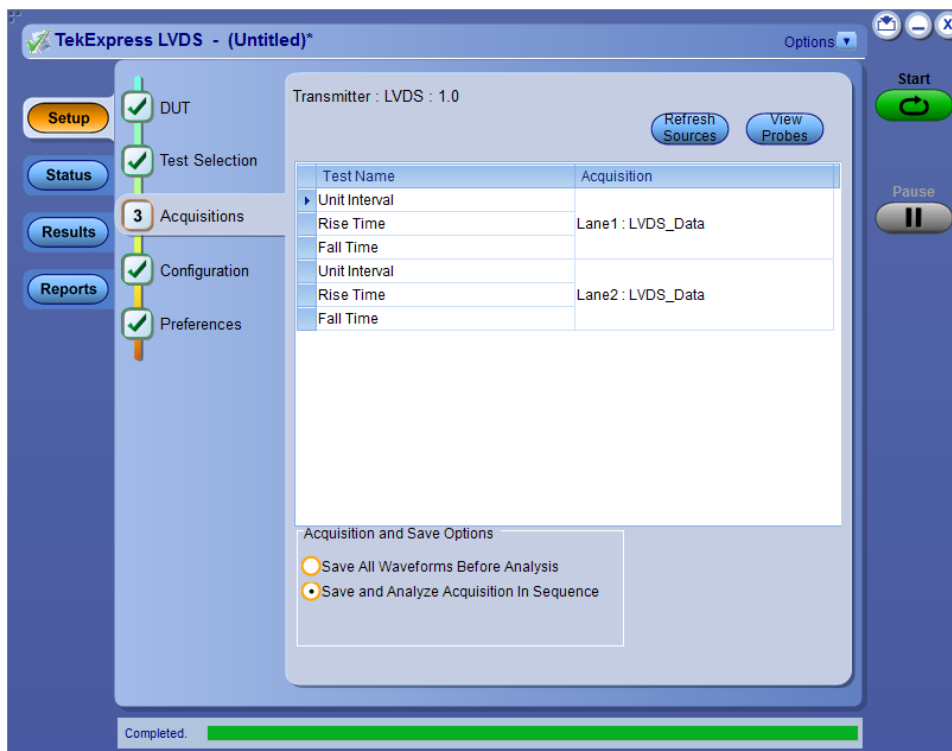 TekExpress LVDS - (Untitled)*
Options
Start
Pause
Setup
Status
Results
Reports
DUT
Test Selection
3 Acquisitions
Configuration
Preferences
Transmitter : LVDS : 1.0
Refresh
Sources
View
Probes
Test Name Acquisition
Unit Interval
Rise Time Lane1 : LVDS_Data
Fall Time
Unit Interval
Rise Time Lane2 : LVDS_Data
Fall Time
Acquisition and Save Options
Save All Waveforms Before Analysis
Save and Analyze Acquisition In Sequence
Completed.